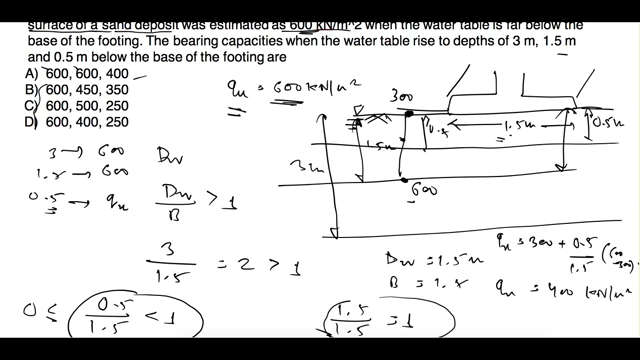 surface of a sand deposit was estimated as 600 KN/m^2 when the water table is far below the
base of the footing. The bearing capacities when the water table rise to depths of 3 m, 1.5 m
and 0.5 m below the base of the footing are
A) 600, 600, 400
B) 600, 450, 350
C) 600, 500, 250
D) 600, 400, 250
qu = 600 kN/m²
300
1.5m
0.5m
1.5m
3m
600
3 → 600
1.5 → 600
0.5 → qu
Dw
Dw/B > 1
3/1.5 = 2 > 1
Dw = 1.5m
B = 1.5
qu = 300 + 0.5/1.5 (600-300)
qu = 400 kN/m²
0 ≤ 0.5/1.5 < 1
1.5/1.5 = 1